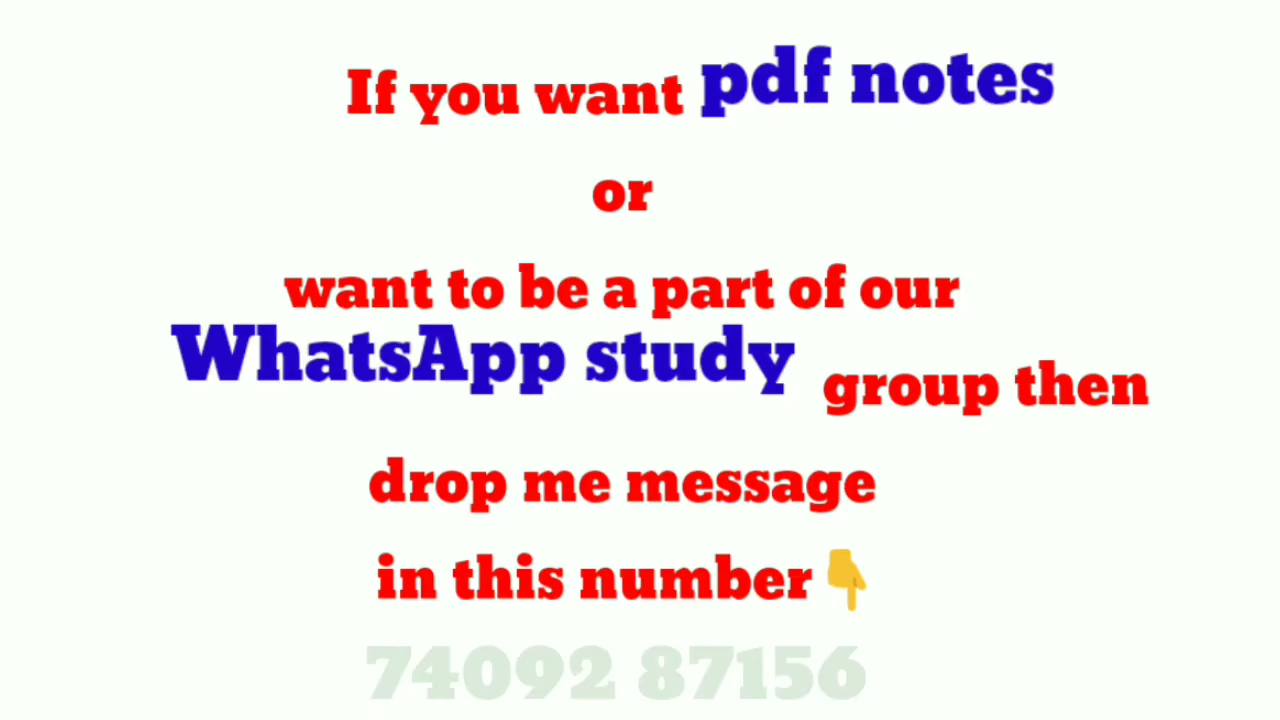 If you want pdf notes
or
want to be a part of our
WhatsApp study group then
drop me message
in this number👇
74092 87156